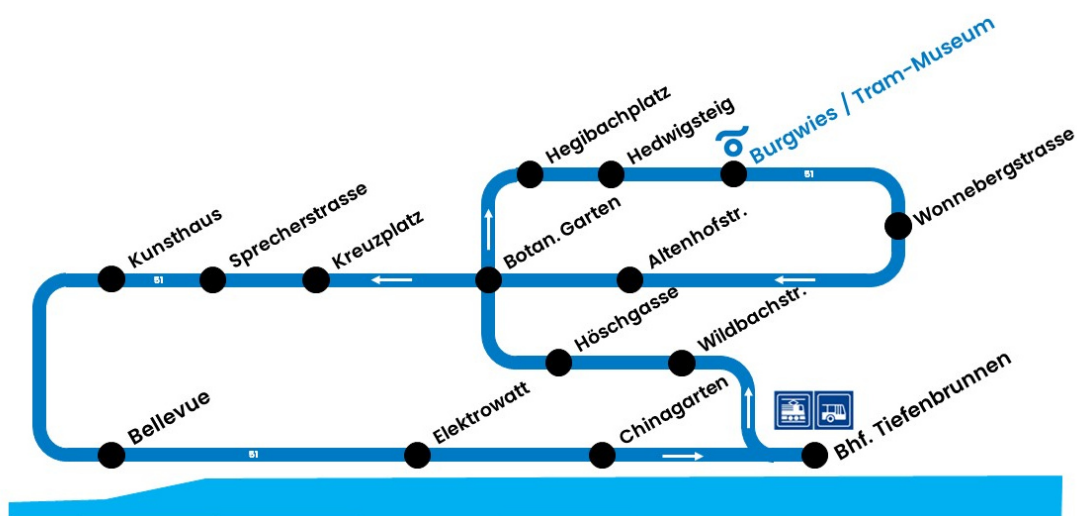 Burgwies / Tram-Museum
Hegibachplatz
Hedwigsteig
51
Wonnebergstrasse
Kunsthaus
Sprecherstrasse
Kreuzplatz
Botan. Garten
Altenhofstr.
51
Höschgasse
Wildbachstr.
Bellevue
Elektrowatt
Chinagarten
Bhf. Tiefenbrunnen
51